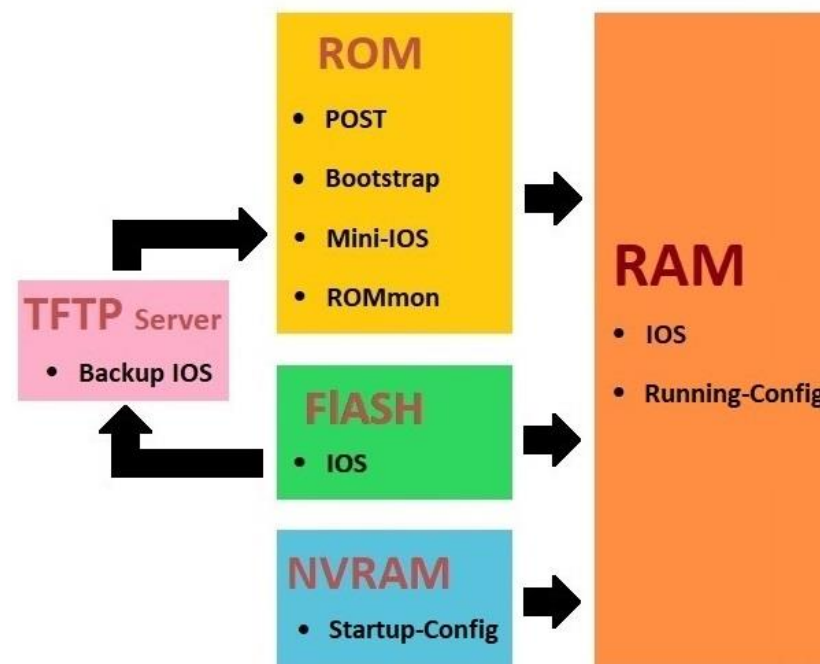 ROM
• POST
• Bootstrap
• Mini-IOS
• ROMmon
TFTP Server
• Backup IOS
FlASH
• IOS
NVRAM
• Startup-Config
RAM
• IOS
• Running-Config